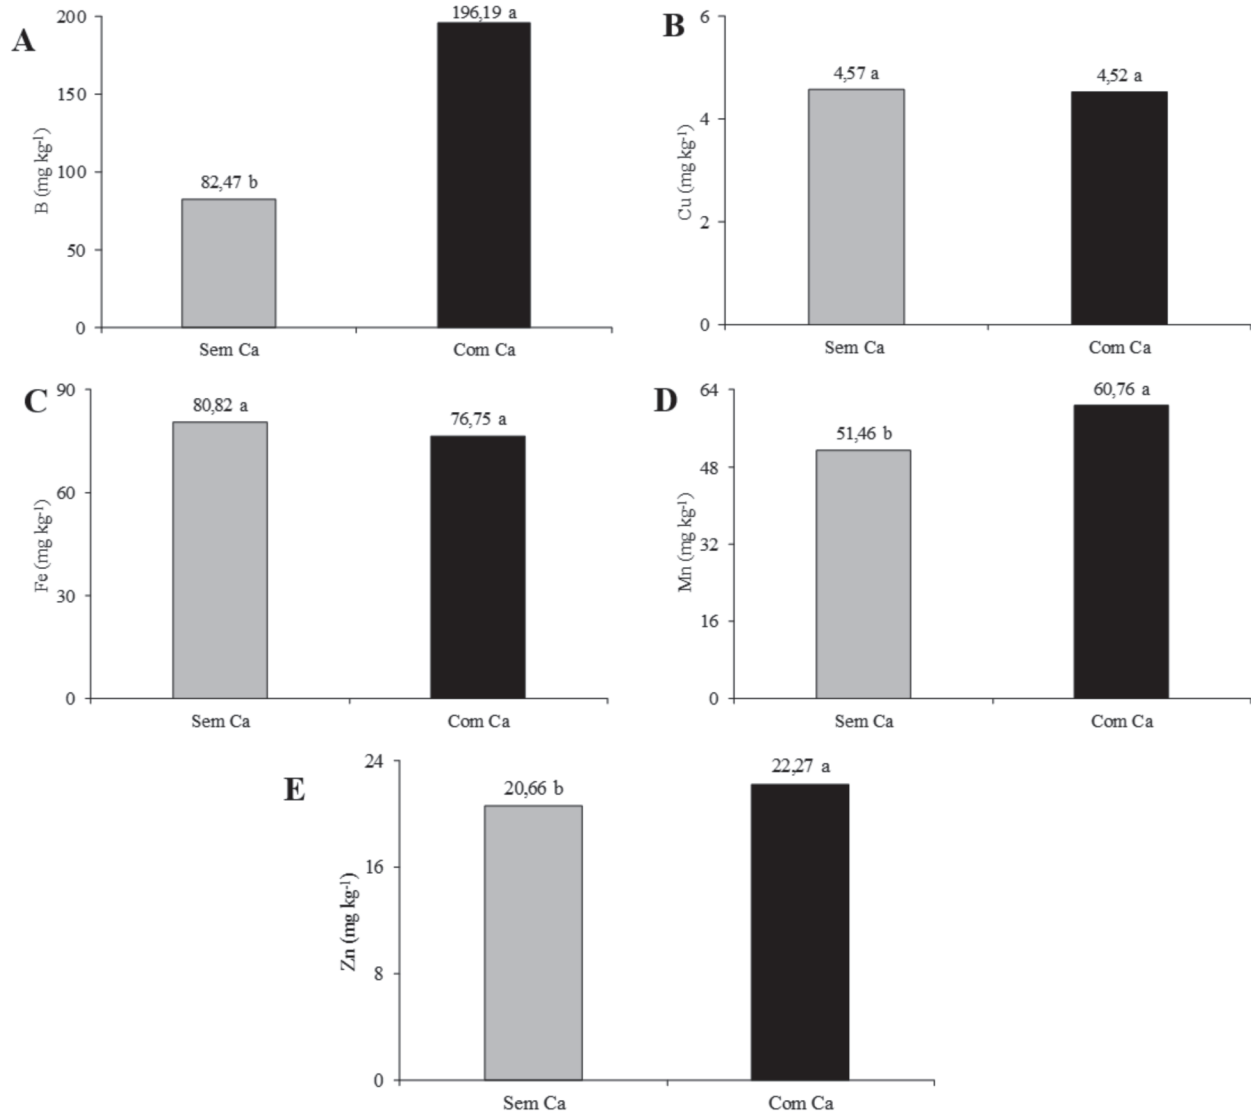 A
B (mg kg-1)
200
150
100
50
0
82,47 b
196,19 a
Sem Ca
Com Ca
B
Cu (mg kg-1)
6
4
2
0
4,57 a
4,52 a
Sem Ca
Com Ca
C
Fe (mg kg-1)
90
60
30
0
80,82 a
76,75 a
Sem Ca
Com Ca
D
Mn (mg kg-1)
64
48
32
16
0
51,46 b
60,76 a
Sem Ca
Com Ca
E
Zn (mg kg-1)
24
16
8
0
20,66 b
22,27 a
Sem Ca
Com Ca